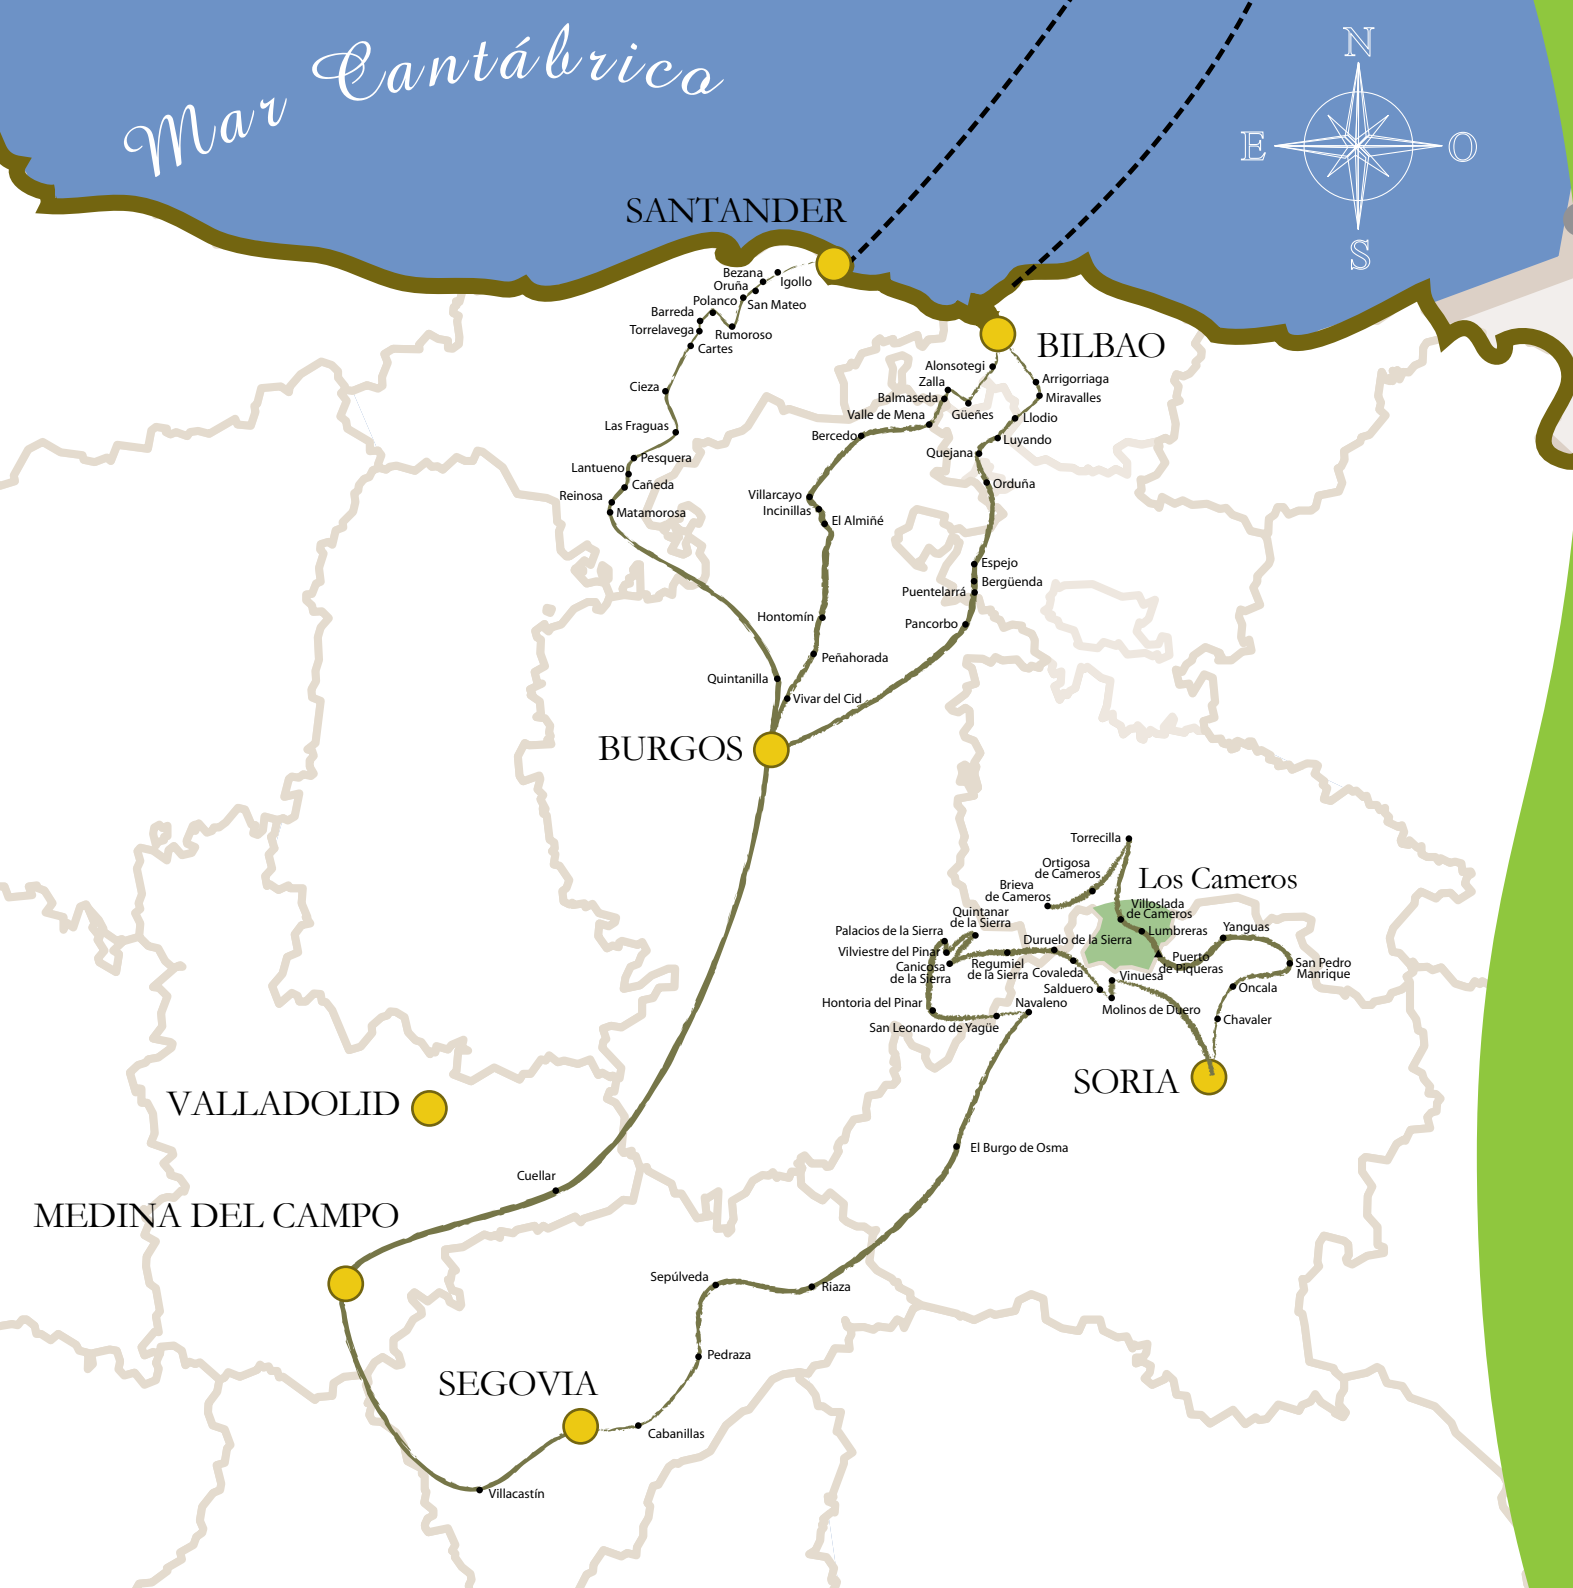 Mar Cantábrico
N
E
O
S
SANTANDER
Bezana
Igollo
Oruña
San Mateo
Polanco
Barreda
Rumoroso
Torrelavega
Cartes
BILBAO
Alonsotegi
Zalla
Arrigorriaga
Cieza
Balmaseda
Miravalles
Valle de Mena
Güeñes
Llodio
Las Fraguas
Bercedo
Luyando
Quejana
Pesquera
Lantueno
Cañeda
Orduña
Reinosa
Villarcayo
Matamorosa
Incinillas
El Almiñé
Espejo
Bergüenda
Puentelarrá
Hontomín
Pancorbo
Peñahorada
Quintanilla
Vivar del Cid
BURGOS
Torrecilla
Ortigosa
de Cameros
Los Cameros
Brieva
de Cameros
Villoslada
de Cameros
Quintanar
de la Sierra
Palacios de la Sierra
Lumbreras
Yanguas
Duruelo de la Sierra
Vilviestre del Pinar
Puerto
de Piqueras
Canicosa
de la Sierra
Regumiel
de la Sierra
Covaleda
San Pedro
Manrique
Vinuesa
Salduero
Oncala
Hontoria del Pinar
Navaleno
Molinos de Duero
San Leonardo de Yagüe
Chavaler
SORIA
VALLADOLID
El Burgo de Osma
Cuellar
MEDINA DEL CAMPO
Sepúlveda
Riaza
Pedraza
SEGOVIA
Cabanillas
Villacastín